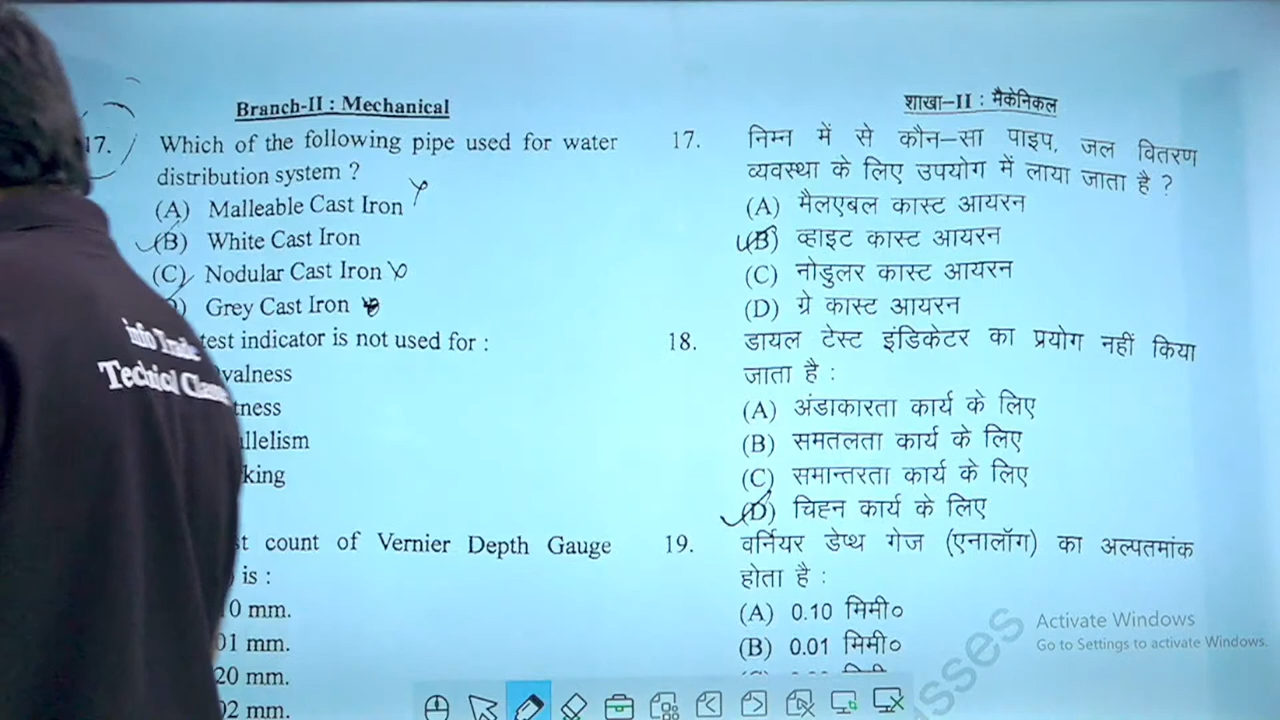 Branch-II : Mechanical
17. Which of the following pipe used for water
distribution system ?
(A) Malleable Cast Iron
(B) White Cast Iron
(C) Nodular Cast Iron
Grey Cast Iron
test indicator is not used for :
valness
tness
llelism
king
st count of Vernier Depth Gauge
is :
0 mm.
01 mm.
20 mm.
02 mm.
शाखा–II : मैकेनिकल
17. निम्न में से कौन–सा पाइप, जल वितरण
व्यवस्था के लिए उपयोग में लाया जाता है ?
(A) मैलएबल कास्ट आयरन
(B) व्हाइट कास्ट आयरन
(C) नोडुलर कास्ट आयरन
(D) ग्रे कास्ट आयरन
18. डायल टेस्ट इंडिकेटर का प्रयोग नहीं किया
जाता है :
(A) अंडाकारता कार्य के लिए
(B) समतलता कार्य के लिए
(C) समान्तरता कार्य के लिए
(D) चिह्न कार्य के लिए
19. वर्नियर डेप्थ गेज (एनालॉग) का अल्पतमांक
होता है :
(A) 0.10 मिमी०
(B) 0.01 मिमी०
info Trade
Technical Classes
Activate Windows
Go to Settings to activate Windows.
asses